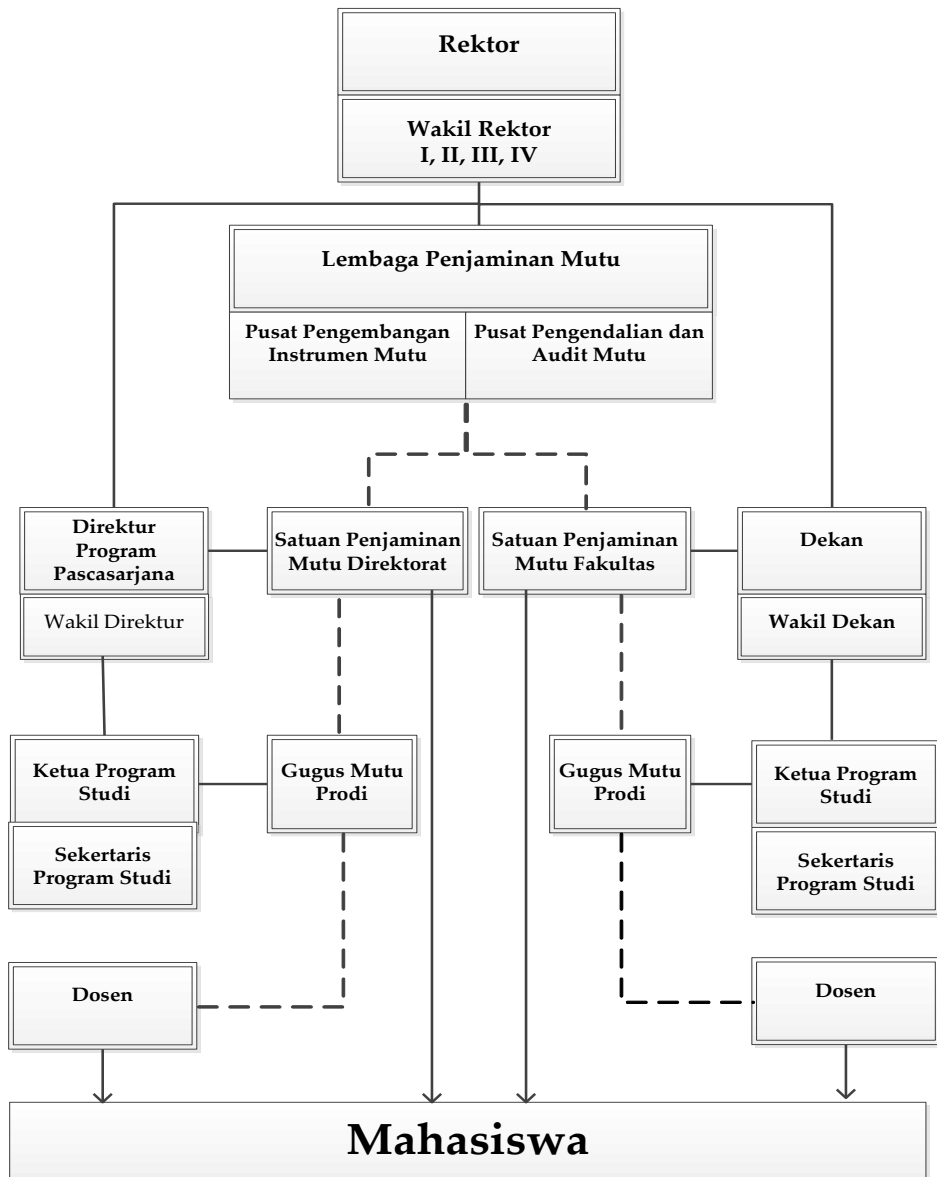 Rektor
Wakil Rektor
I, II, III, IV
Lembaga Penjaminan Mutu
Pusat Pengembangan
Instrumen Mutu
Pusat Pengendalian dan
Audit Mutu
Direktur
Program
Pascasarjana
Wakil Direktur
Satuan Penjaminan
Mutu Direktorat
Satuan Penjaminan
Mutu Fakultas
Dekan
Wakil Dekan
Ketua Program
Studi
Sekertaris
Program Studi
Gugus Mutu
Prodi
Gugus Mutu
Prodi
Ketua Program
Studi
Sekertaris
Program Studi
Dosen
Dosen
Mahasiswa